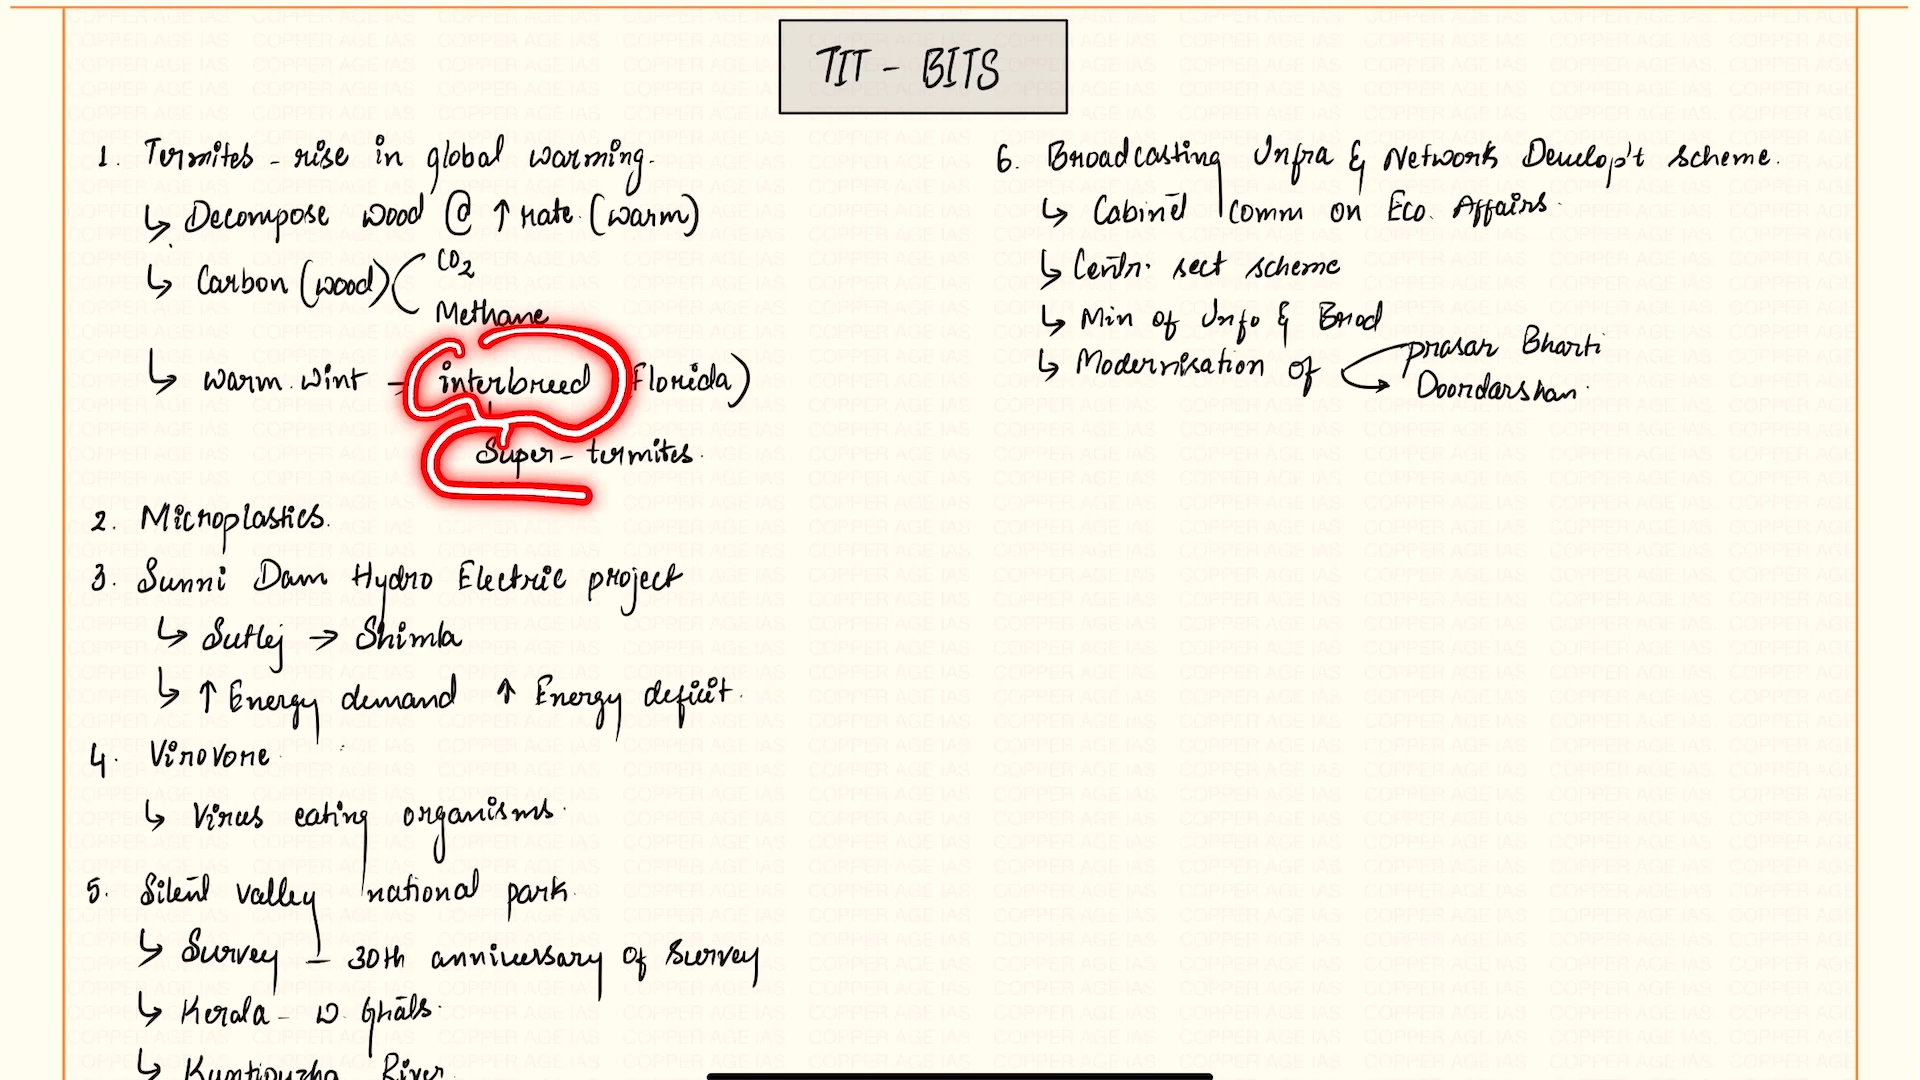 TIT - BITS
1. Termites - rise in global warming.
↳ Decompose wood @ ↑ rate. (warm)
↳ Carbon (wood) ( CO2
Methane
↳ warm. wint - interbreed (Florida)
Super - termites.
2. Microplastics.
3. Sunni Dam Hydro Electric project
↳ Sutlej → Shimla
↳ ↑ Energy demand ↑ Energy deficit.
4. Virovore
↳ Virus eating organisms.
5. Silent valley national park.
↳ Survey - 30th anniversary of survey
↳ Kerala - W. Ghats.
↳ Kuntipuzha River.
6. Broadcasting Infra & Network Develop't scheme.
↳ Cabinet Comm on Eco. Affairs.
↳ Centr. sect scheme
↳ Min of Info & Brod
↳ Modernisation of prasar Bharti
Doordarshan.